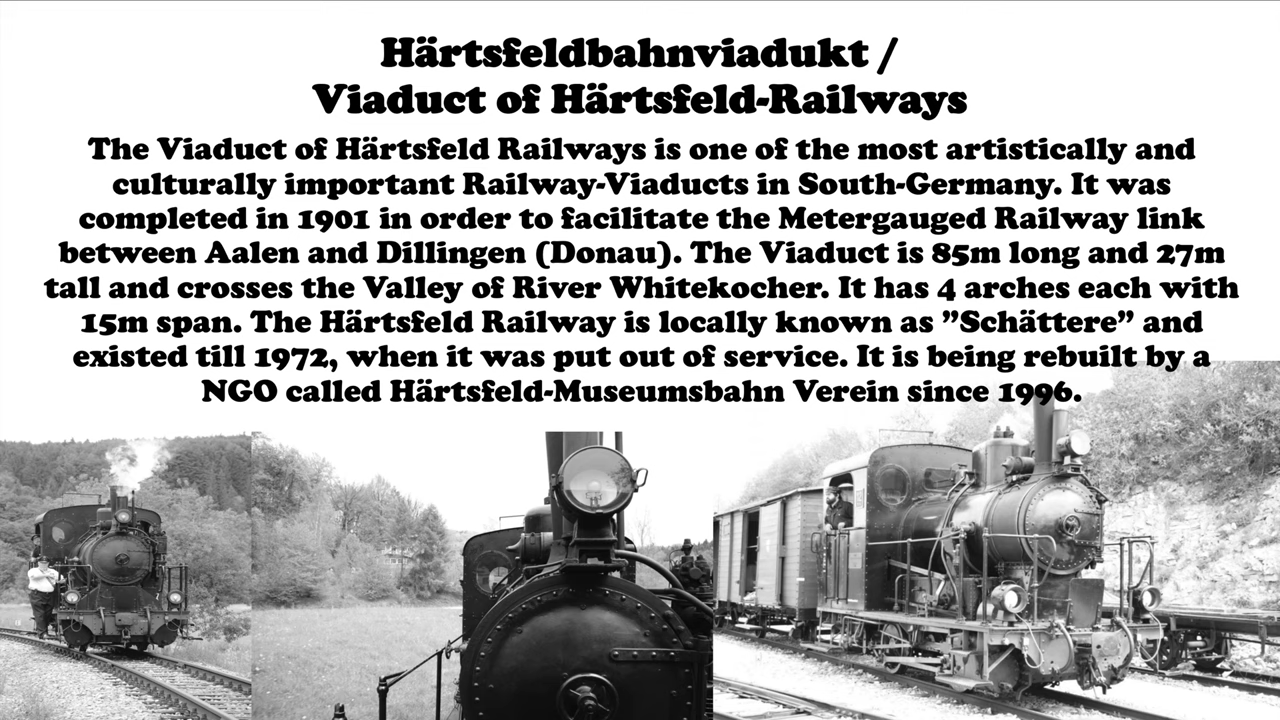 Härtsfeldbahnviadukt /
Viaduct of Härtsfeld-Railways
The Viaduct of Härtsfeld Railways is one of the most artistically and
culturally important Railway-Viaducts in South-Germany. It was
completed in 1901 in order to facilitate the Metergauged Railway link
between Aalen and Dillingen (Donau). The Viaduct is 85m long and 27m
tall and crosses the Valley of River Whitekocher. It has 4 arches each with
15m span. The Härtsfeld Railway is locally known as ”Schättere” and
existed till 1972, when it was put out of service. It is being rebuilt by a
NGO called Härtsfeld-Museumsbahn Verein since 1996.